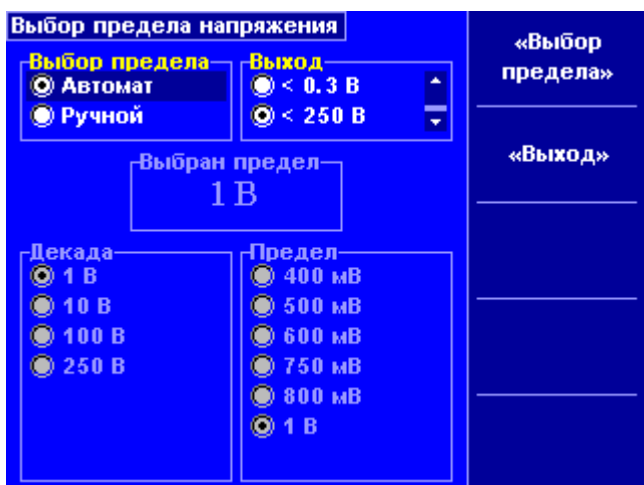 Выбор предела напряжения
Выбор предела
Автомат
Ручной
Выход
< 0.3 В
< 250 В
Выбран предел
1 В
Декада
1 В
10 В
100 В
250 В
Предел
400 мВ
500 мВ
600 мВ
750 мВ
800 мВ
1 В
«Выбор
предела»
«Выход»